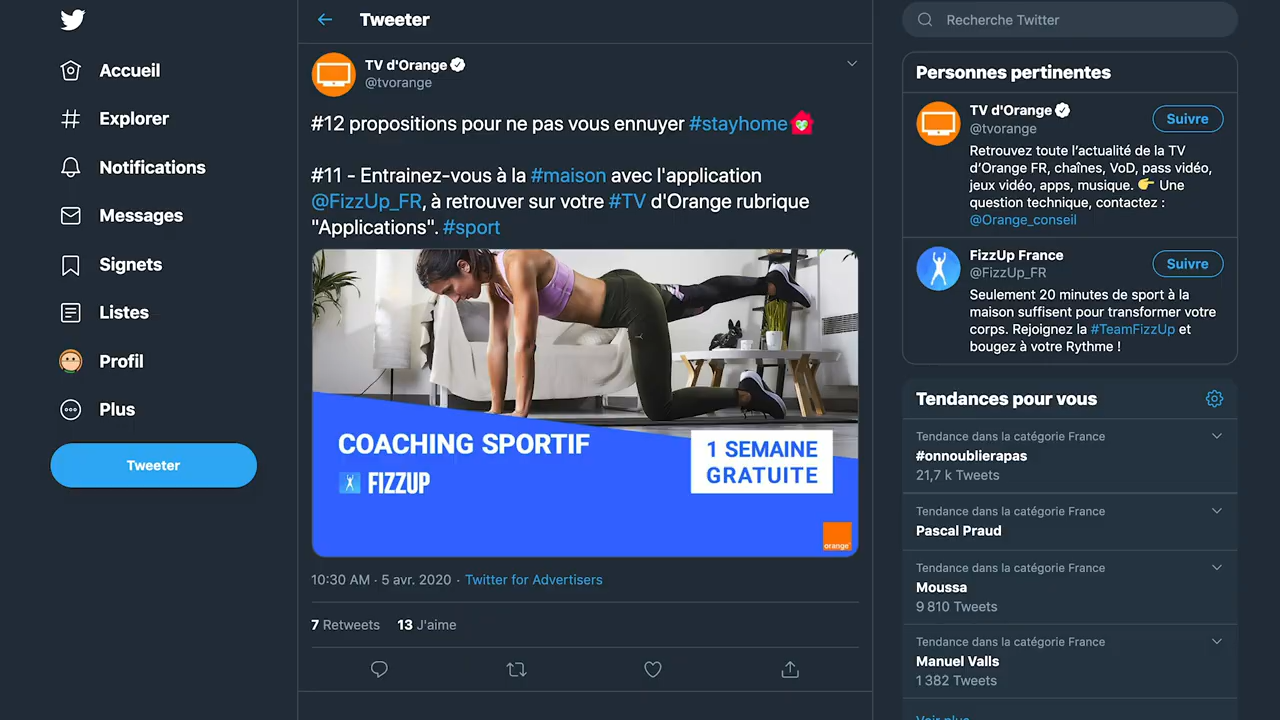 Accueil
Explorer
Notifications
Messages
Signets
Listes
Profil
Plus
Tweeter
Tweeter
TV d'Orange
@tvorange
#12 propositions pour ne pas vous ennuyer #stayhome
#11 - Entrainez-vous à la #maison avec l'application
@FizzUp_FR, à retrouver sur votre #TV d'Orange rubrique
"Applications". #sport
COACHING SPORTIF
FIZZUP
1 SEMAINE
GRATUITE
orange
10:30 AM · 5 avr. 2020 · Twitter for Advertisers
7 Retweets 13 J'aime
Recherche Twitter
Personnes pertinentes
TV d'Orange
@tvorange
Suivre
Retrouvez toute l'actualité de la TV
d'Orange FR, chaînes, VoD, pass vidéo,
jeux vidéo, apps, musique. 👉 Une
question technique, contactez :
@Orange_conseil
FizzUp France
@FizzUp_FR
Suivre
Seulement 20 minutes de sport à la
maison suffisent pour transformer votre
corps. Rejoignez la #TeamFizzUp et
bougez à votre Rythme !
Tendances pour vous
Tendance dans la catégorie France
#onnoublierapas
21,7 k Tweets
Tendance dans la catégorie France
Pascal Praud
Tendance dans la catégorie France
Moussa
9 810 Tweets
Tendance dans la catégorie France
Manuel Valls
1 382 Tweets
Voir plus